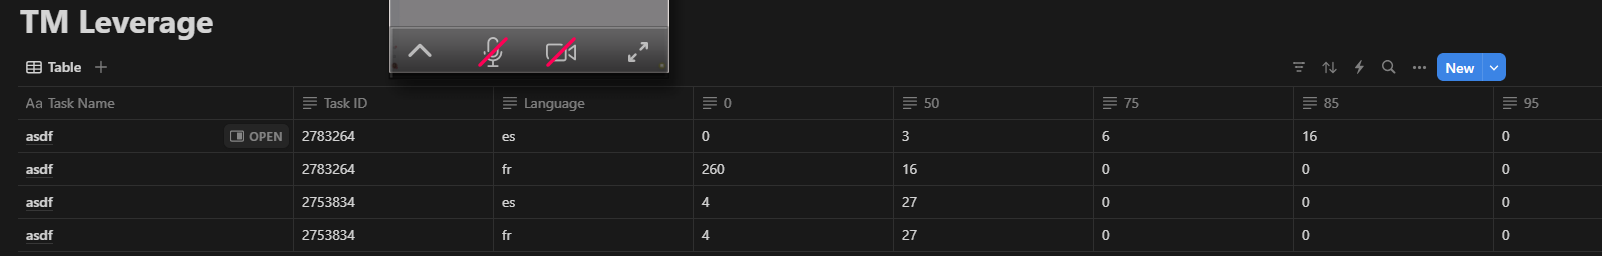 TM Leverage
Table
New
Aa Task Name Task ID Language 0 50 75 85 95
asdf OPEN 2783264 es 0 3 6 16 0
asdf 2783264 fr 260 16 0 0 0
asdf 2753834 es 4 27 0 0 0
asdf 2753834 fr 4 27 0 0 0